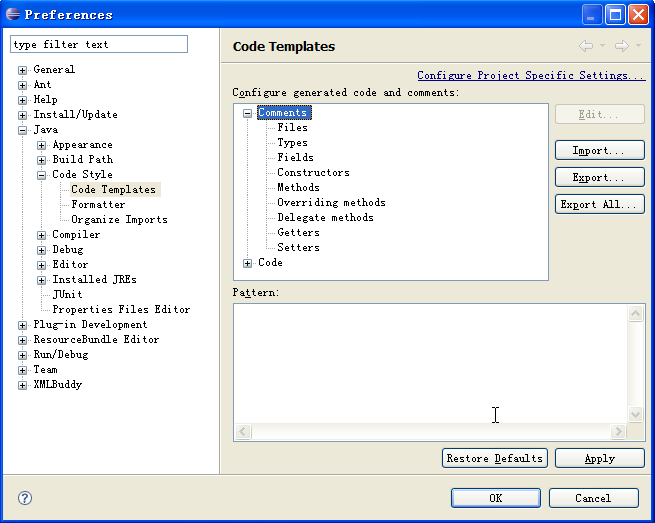 Preferences
type filter text
General
Ant
Help
Install/Update
Java
Appearance
Build Path
Code Style
Code Templates
Formatter
Organize Imports
Compiler
Debug
Editor
Installed JREs
JUnit
Properties Files Editor
Plug-in Development
ResourceBundle Editor
Run/Debug
Team
XMLBuddy
Code Templates
Configure Project Specific Settings...
Configure generated code and comments:
Comments
Files
Types
Fields
Constructors
Methods
Overriding methods
Delegate methods
Getters
Setters
Code
Edit...
Import...
Export...
Export All...
Pattern:
Restore Defaults
Apply
?
OK
Cancel